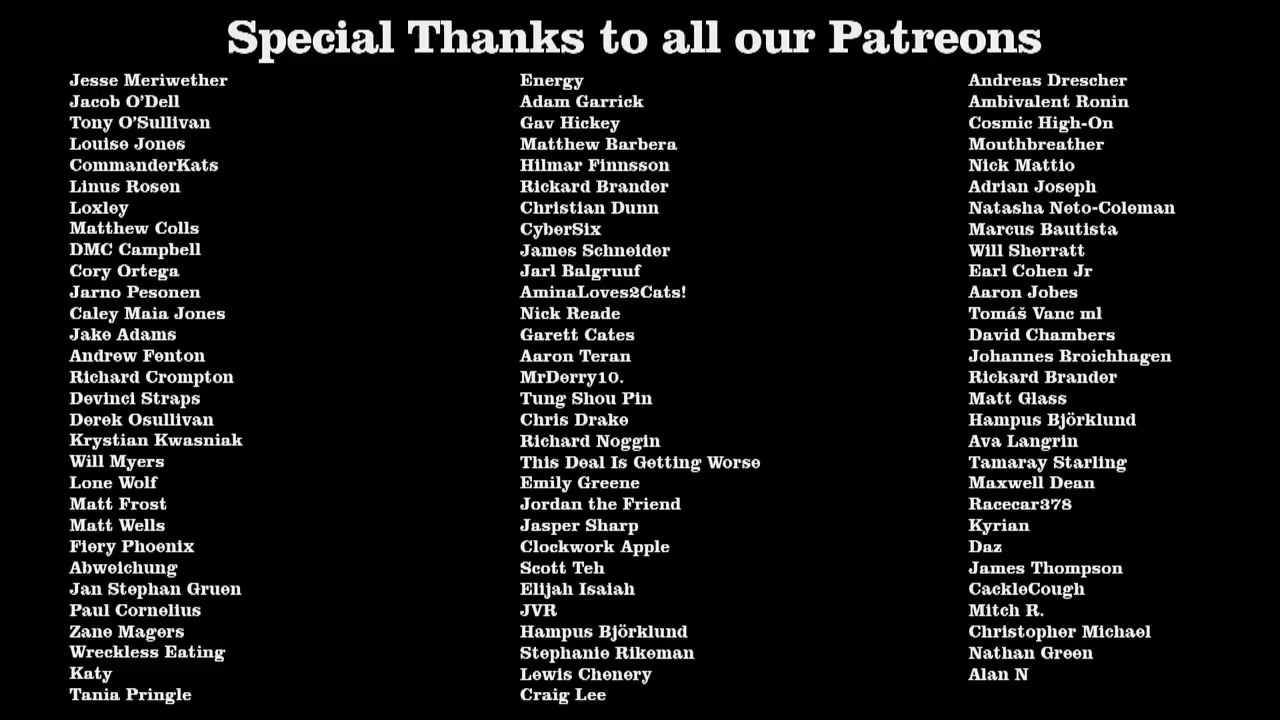 Special Thanks to all our Patreons
Jesse Meriwether
Jacob O'Dell
Tony O'Sullivan
Louise Jones
CommanderKats
Linus Rosen
Loxley
Matthew Colls
DMC Campbell
Cory Ortega
Jarno Pesonen
Caley Maia Jones
Jake Adams
Andrew Fenton
Richard Crompton
Devinci Straps
Derek Osullivan
Krystian Kwasniak
Will Myers
Lone Wolf
Matt Frost
Matt Wells
Fiery Phoenix
Abweichung
Jan Stephan Gruen
Paul Cornelius
Zane Magers
Wreckless Eating
Katy
Tania Pringle
Energy
Adam Garrick
Gav Hickey
Matthew Barbera
Hilmar Finnsson
Rickard Brander
Christian Dunn
CyberSix
James Schneider
Jarl Balgruuf
AminaLoves2Cats!
Nick Reade
Garett Cates
Aaron Teran
MrDerry10.
Tung Shou Pin
Chris Drake
Richard Noggin
This Deal Is Getting Worse
Emily Greene
Jordan the Friend
Jasper Sharp
Clockwork Apple
Scott Teh
Elijah Isaiah
JVR
Hampus Björklund
Stephanie Rikeman
Lewis Chenery
Craig Lee
Andreas Drescher
Ambivalent Ronin
Cosmic High-On
Mouthbreather
Nick Mattio
Adrian Joseph
Natasha Neto-Coleman
Marcus Bautista
Will Sherratt
Earl Cohen Jr
Aaron Jobes
Tomáš Vanc ml
David Chambers
Johannes Broichhagen
Rickard Brander
Matt Glass
Hampus Björklund
Ava Langrin
Tamaray Starling
Maxwell Dean
Racecar378
Kyrian
Daz
James Thompson
CackleCough
Mitch R.
Christopher Michael
Nathan Green
Alan N